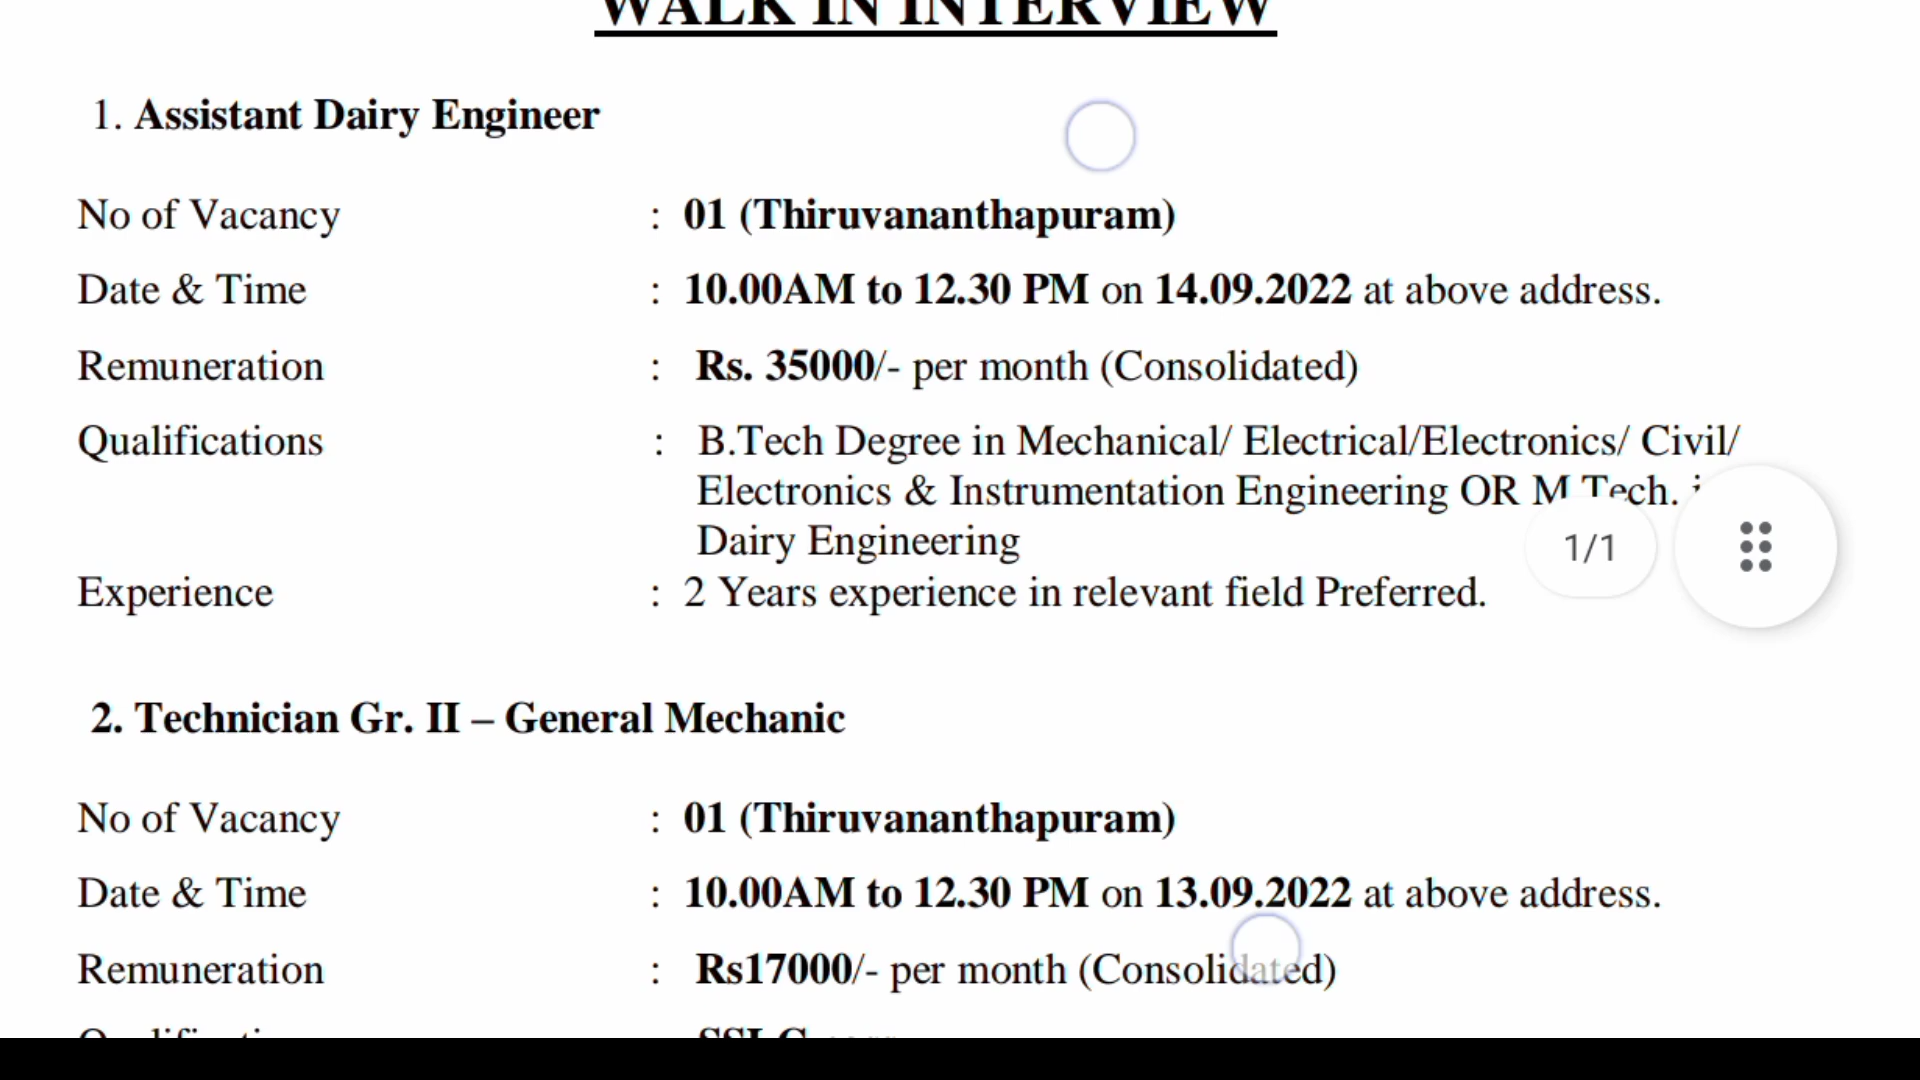 WALK IN INTERVIEW
1. Assistant Dairy Engineer
No of Vacancy : 01 (Thiruvananthapuram)
Date & Time : 10.00AM to 12.30 PM on 14.09.2022 at above address.
Remuneration : Rs. 35000/- per month (Consolidated)
Qualifications : B.Tech Degree in Mechanical/ Electrical/Electronics/ Civil/
Electronics & Instrumentation Engineering OR M Tech.
Dairy Engineering
1/1
Experience : 2 Years experience in relevant field Preferred.
2. Technician Gr. II – General Mechanic
No of Vacancy : 01 (Thiruvananthapuram)
Date & Time : 10.00AM to 12.30 PM on 13.09.2022 at above address.
Remuneration : Rs17000/- per month (Consolidated)